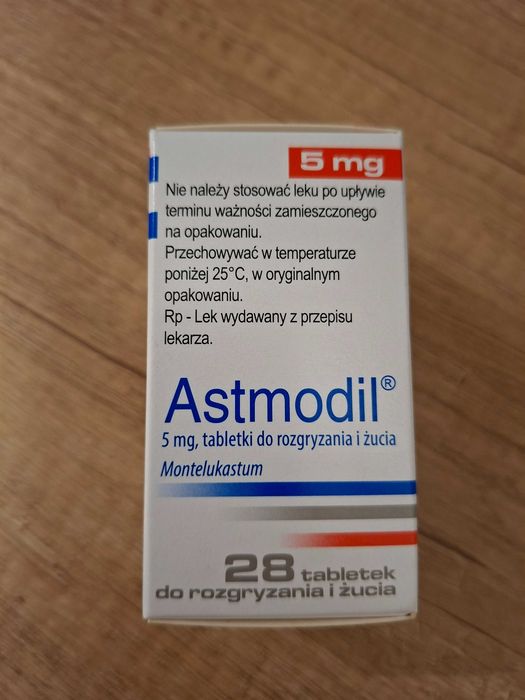 5 mg
Nie należy stosować leku po upływie
terminu ważności zamieszczonego
na opakowaniu.
Przechowywać w temperaturze
poniżej 25°C, w oryginalnym
opakowaniu.
Rp - Lek wydawany z przepisu
lekarza.
Astmodil®
5 mg, tabletki do rozgryzania i żucia
Montelukastum
28 tabletek
do rozgryzania i żucia